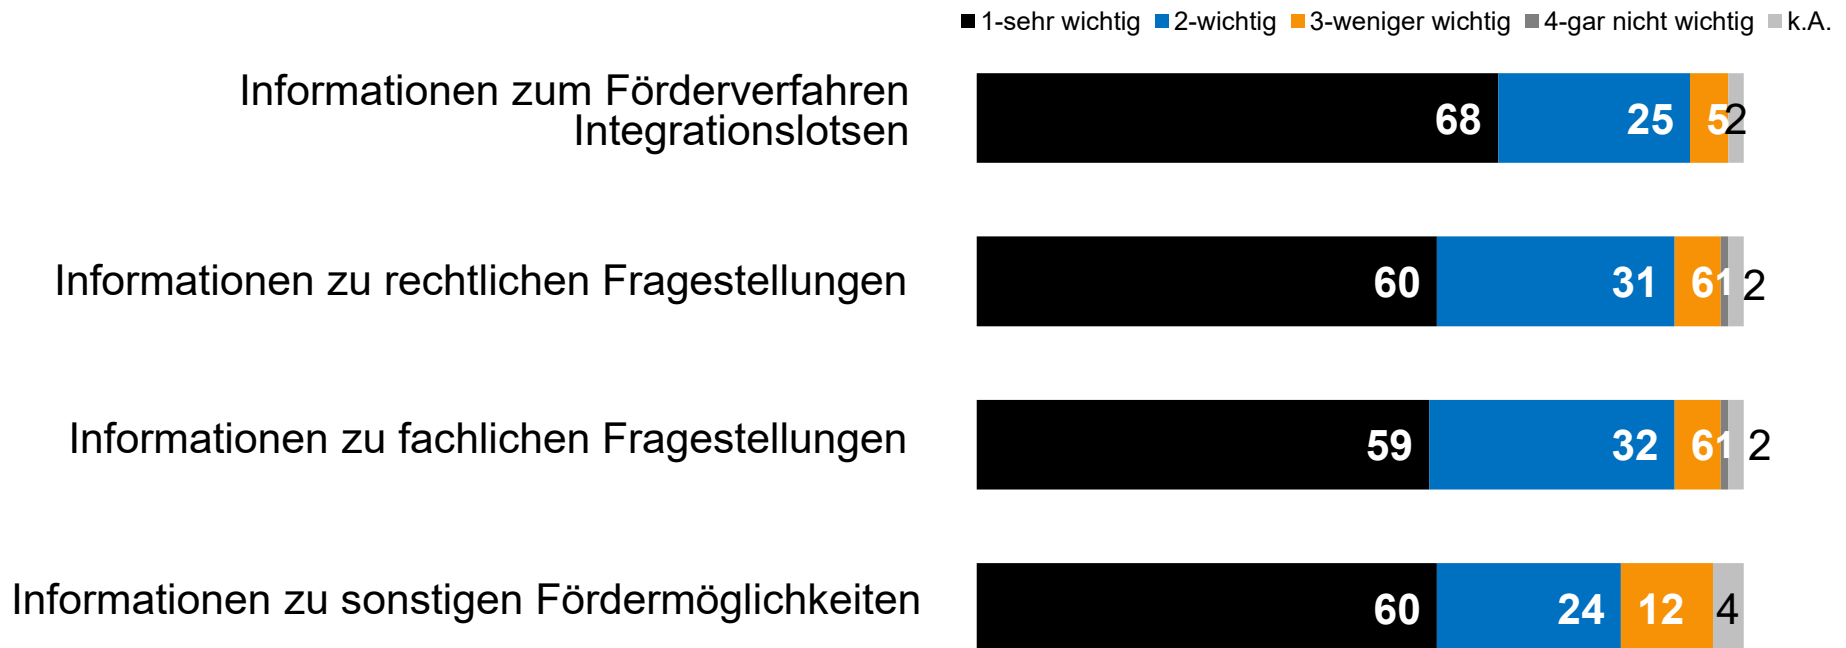 1-sehr wichtig 2-wichtig 3-weniger wichtig 4-gar nicht wichtig k.A.
Informationen zum Förderverfahren
Integrationslotsen
68 25 5 2
Informationen zu rechtlichen Fragestellungen
60 31 6 1 2
Informationen zu fachlichen Fragestellungen
59 32 6 1 2
Informationen zu sonstigen Fördermöglichkeiten
60 24 12 4